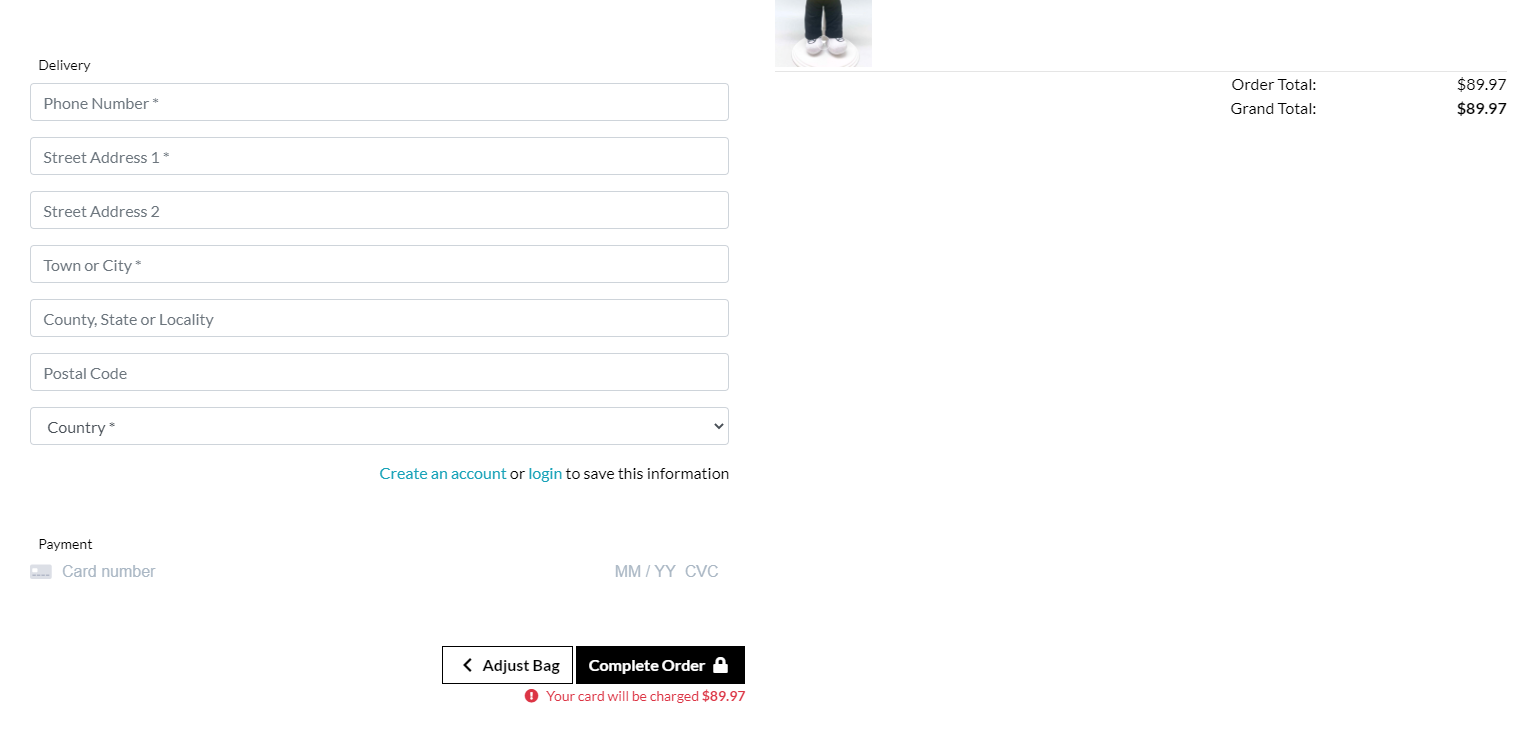 Delivery
Phone Number *
Street Address 1 *
Street Address 2
Town or City *
County, State or Locality
Postal Code
Country *
Create an account or login to save this information
Payment
Card number MM / YY CVC
Adjust Bag Complete Order
Your card will be charged $89.97
Order Total: $89.97
Grand Total: $89.97